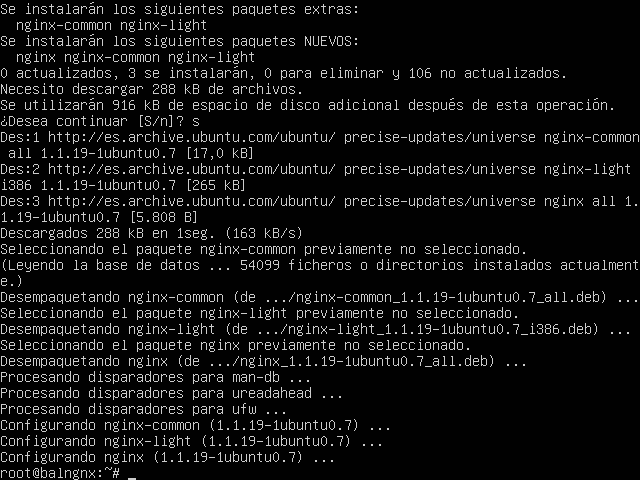 Se instalarán los siguientes paquetes extras:
  nginx-common nginx-light
Se instalarán los siguientes paquetes NUEVOS:
  nginx nginx-common nginx-light
0 actualizados, 3 se instalarán, 0 para eliminar y 106 no actualizados.
Necesito descargar 288 kB de archivos.
Se utilizarán 916 kB de espacio de disco adicional después de esta operación.
¿Desea continuar [S/n]? s
Des:1 http://es.archive.ubuntu.com/ubuntu/ precise-updates/universe nginx-common
 all 1.1.19-1ubuntu0.7 [17,0 kB]
Des:2 http://es.archive.ubuntu.com/ubuntu/ precise-updates/universe nginx-light
i386 1.1.19-1ubuntu0.7 [265 kB]
Des:3 http://es.archive.ubuntu.com/ubuntu/ precise-updates/universe nginx all 1.
1.19-1ubuntu0.7 [5.808 B]
Descargados 288 kB en 1seg. (163 kB/s)
Seleccionando el paquete nginx-common previamente no seleccionado.
(Leyendo la base de datos ... 54099 ficheros o directorios instalados actualment
e.)
Desempaquetando nginx-common (de .../nginx-common_1.1.19-1ubuntu0.7_all.deb) ...
Seleccionando el paquete nginx-light previamente no seleccionado.
Desempaquetando nginx-light (de .../nginx-light_1.1.19-1ubuntu0.7_i386.deb) ...
Seleccionando el paquete nginx previamente no seleccionado.
Desempaquetando nginx (de .../nginx_1.1.19-1ubuntu0.7_all.deb) ...
Procesando disparadores para man-db ...
Procesando disparadores para ureadahead ...
Procesando disparadores para ufw ...
Configurando nginx-common (1.1.19-1ubuntu0.7) ...
Configurando nginx-light (1.1.19-1ubuntu0.7) ...
Configurando nginx (1.1.19-1ubuntu0.7) ...
root@balngnx:~# _